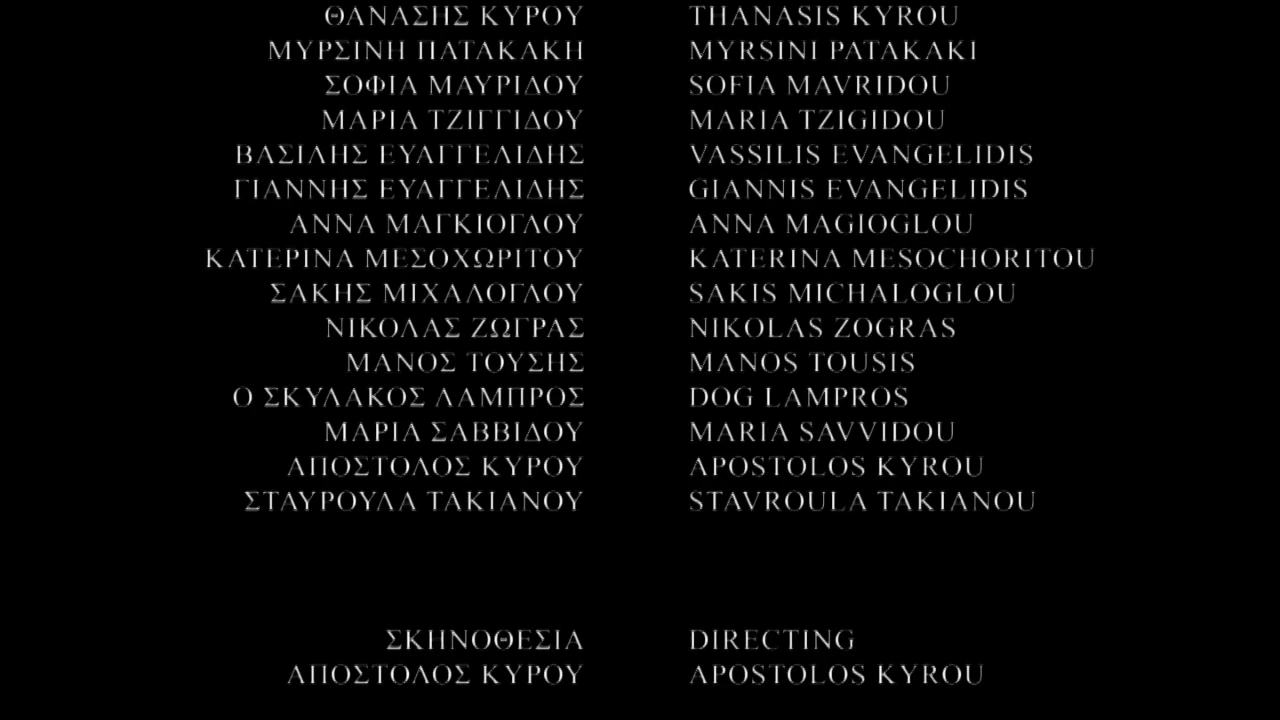 ΘΑΝΑΣΗΣ ΚΥΡΟΥ THANASIS KYROU
ΜΥΡΣΙΝΗ ΠΑΤΑΚΑΚΗ MYRSINI PATAKAKI
ΣΟΦΙΑ ΜΑΥΡΙΔΟΥ SOFIA MAVRIDOU
ΜΑΡΙΑ ΤΖΙΓΓΙΔΟΥ MARIA TZIGIDOU
ΒΑΣΙΛΗΣ ΕΥΑΓΓΕΛΙΔΗΣ VASSILIS EVANGELIDIS
ΓΙΑΝΝΗΣ ΕΥΑΓΓΕΛΙΔΗΣ GIANNIS EVANGELIDIS
ΑΝΝΑ ΜΑΓΚΙΟΓΛΟΥ ANNA MAGIOGLOU
ΚΑΤΕΡΙΝΑ ΜΕΣΟΧΩΡΙΤΟΥ KATERINA MESOCHORITOU
ΣΑΚΗΣ ΜΙΧΑΛΟΓΛΟΥ SAKIS MICHALOGLOU
ΝΙΚΟΛΑΣ ΖΩΓΡΑΣ NIKOLAS ZOGRAS
ΜΑΝΟΣ ΤΟΥΣΗΣ MANOS TOUSIS
Ο ΣΚΥΛΑΚΟΣ ΛΑΜΠΡΟΣ DOG LAMPROS
ΜΑΡΙΑ ΣΑΒΒΙΔΟΥ MARIA SAVVIDOU
ΑΠΟΣΤΟΛΟΣ ΚΥΡΟΥ APOSTOLOS KYROU
ΣΤΑΥΡΟΥΛΑ ΤΑΚΙΑΝΟΥ STAVROULA TAKIANOU
ΣΚΗΝΟΘΕΣΙΑ DIRECTING
ΑΠΟΣΤΟΛΟΣ ΚΥΡΟΥ APOSTOLOS KYROU